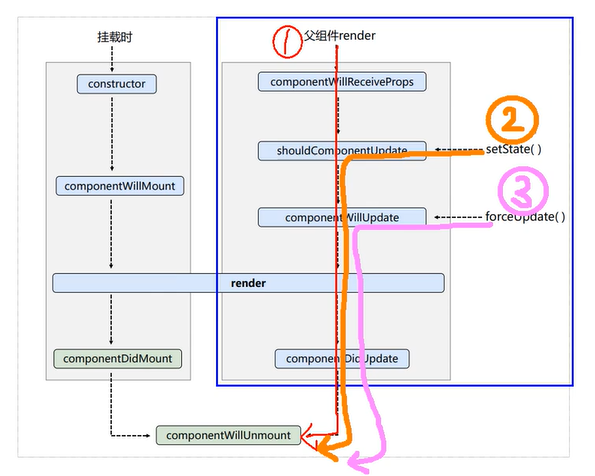 挂载时
父组件render
①
constructor
componentWillReceiveProps
②
shouldComponentUpdate
setState( )
componentWillMount
③
componentWillUpdate
forceUpdate( )
render
componentDidMount
componentDidUpdate
componentWillUnmount